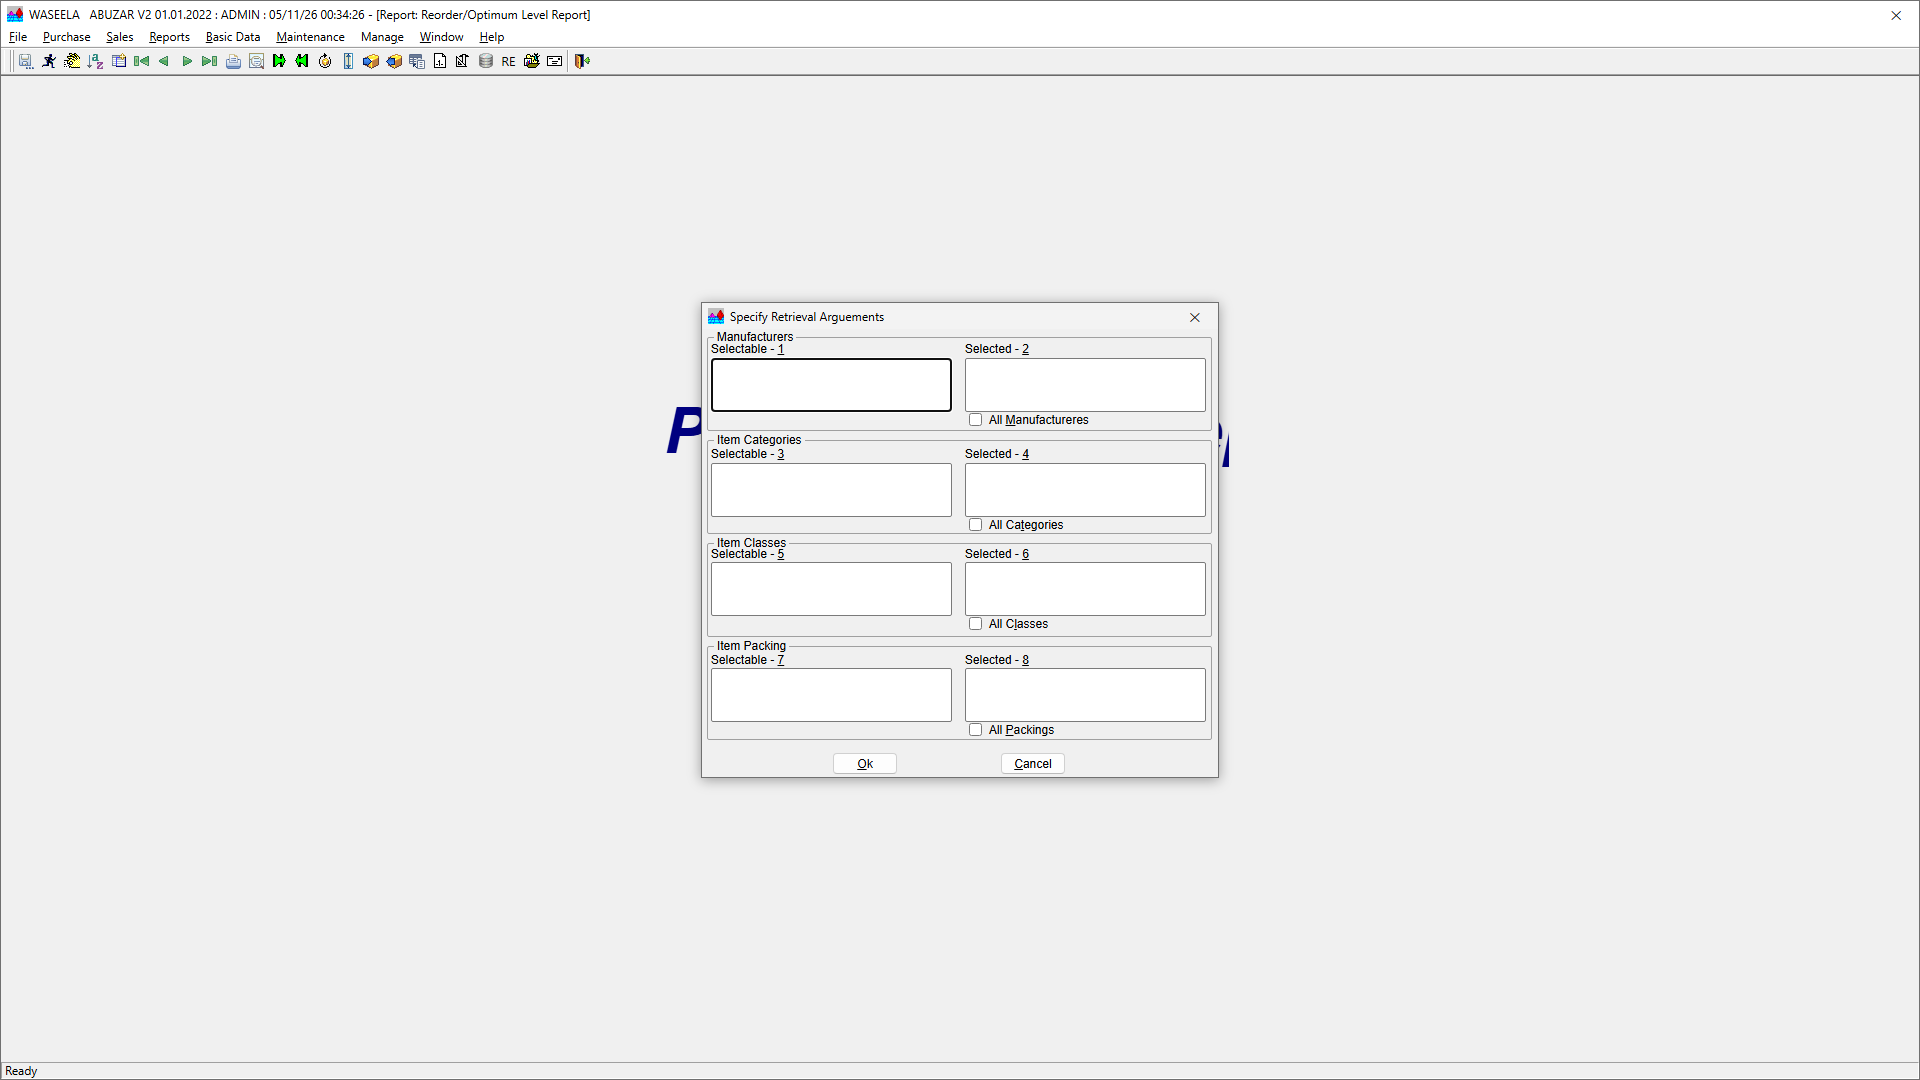 WASEELA ABUZAR V2 01.01.2022 : ADMIN : 05/11/26 00:34:26 - [Report: Reorder/Optimum Level Report]
File Purchase Sales Reports Basic Data Maintenance Manage Window Help
RE
Specify Retrieval Arguements
Manufacturers
Selectable - 1 Selected - 2
All Manufactureres
Item Categories
Selectable - 3 Selected - 4
All Categories
Item Classes
Selectable - 5 Selected - 6
All Classes
Item Packing
Selectable - 7 Selected - 8
All Packings
Ok Cancel
Ready